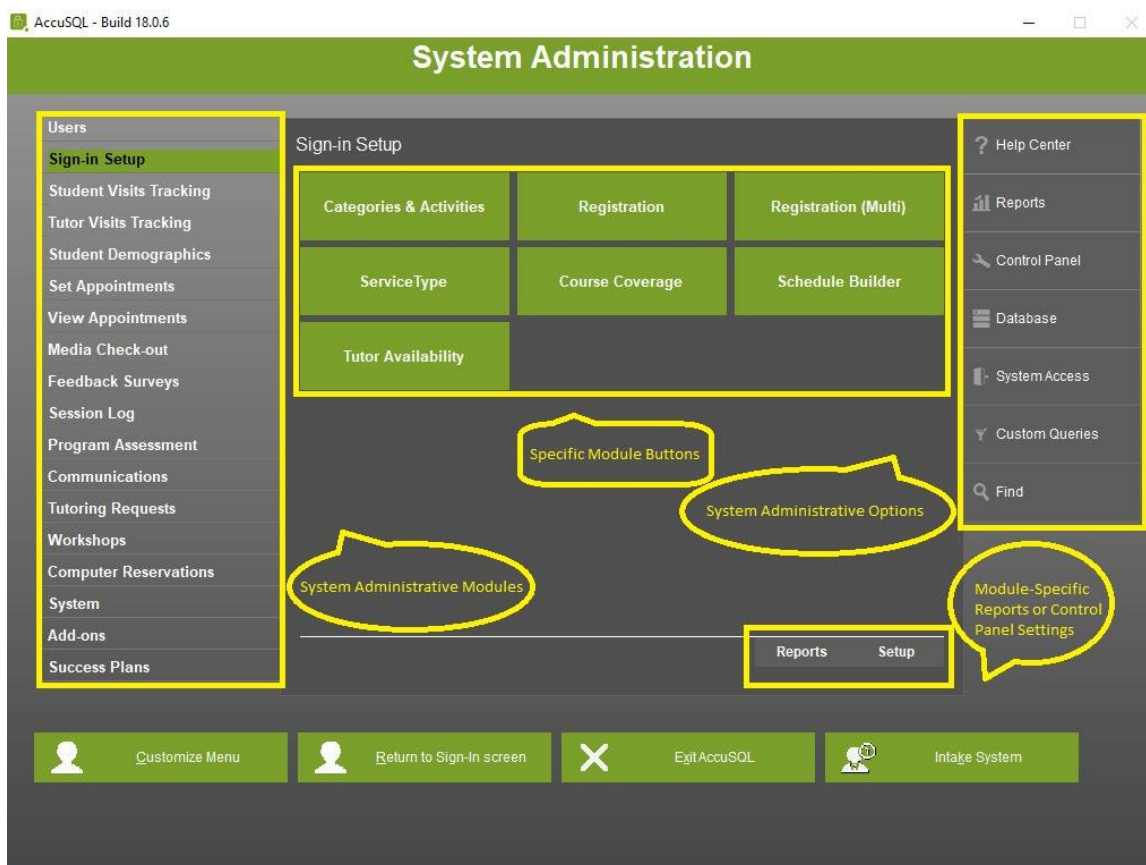 AccuSQL - Build 18.0.6
System Administration
Users
Sign-in Setup
Student Visits Tracking
Tutor Visits Tracking
Student Demographics
Set Appointments
View Appointments
Media Check-out
Feedback Surveys
Session Log
Program Assessment
Communications
Tutoring Requests
Workshops
Computer Reservations
System
Add-ons
Success Plans
Sign-in Setup
Categories & Activities
Registration
Registration (Multi)
ServiceType
Course Coverage
Schedule Builder
Tutor Availability
Specific Module Buttons
System Administrative Options
System Administrative Modules
Reports
Setup
? Help Center
Reports
Control Panel
Database
System Access
Custom Queries
Find
Module-Specific
Reports or Control
Panel Settings
Customize Menu
Return to Sign-In screen
Exit AccuSQL
Intake System